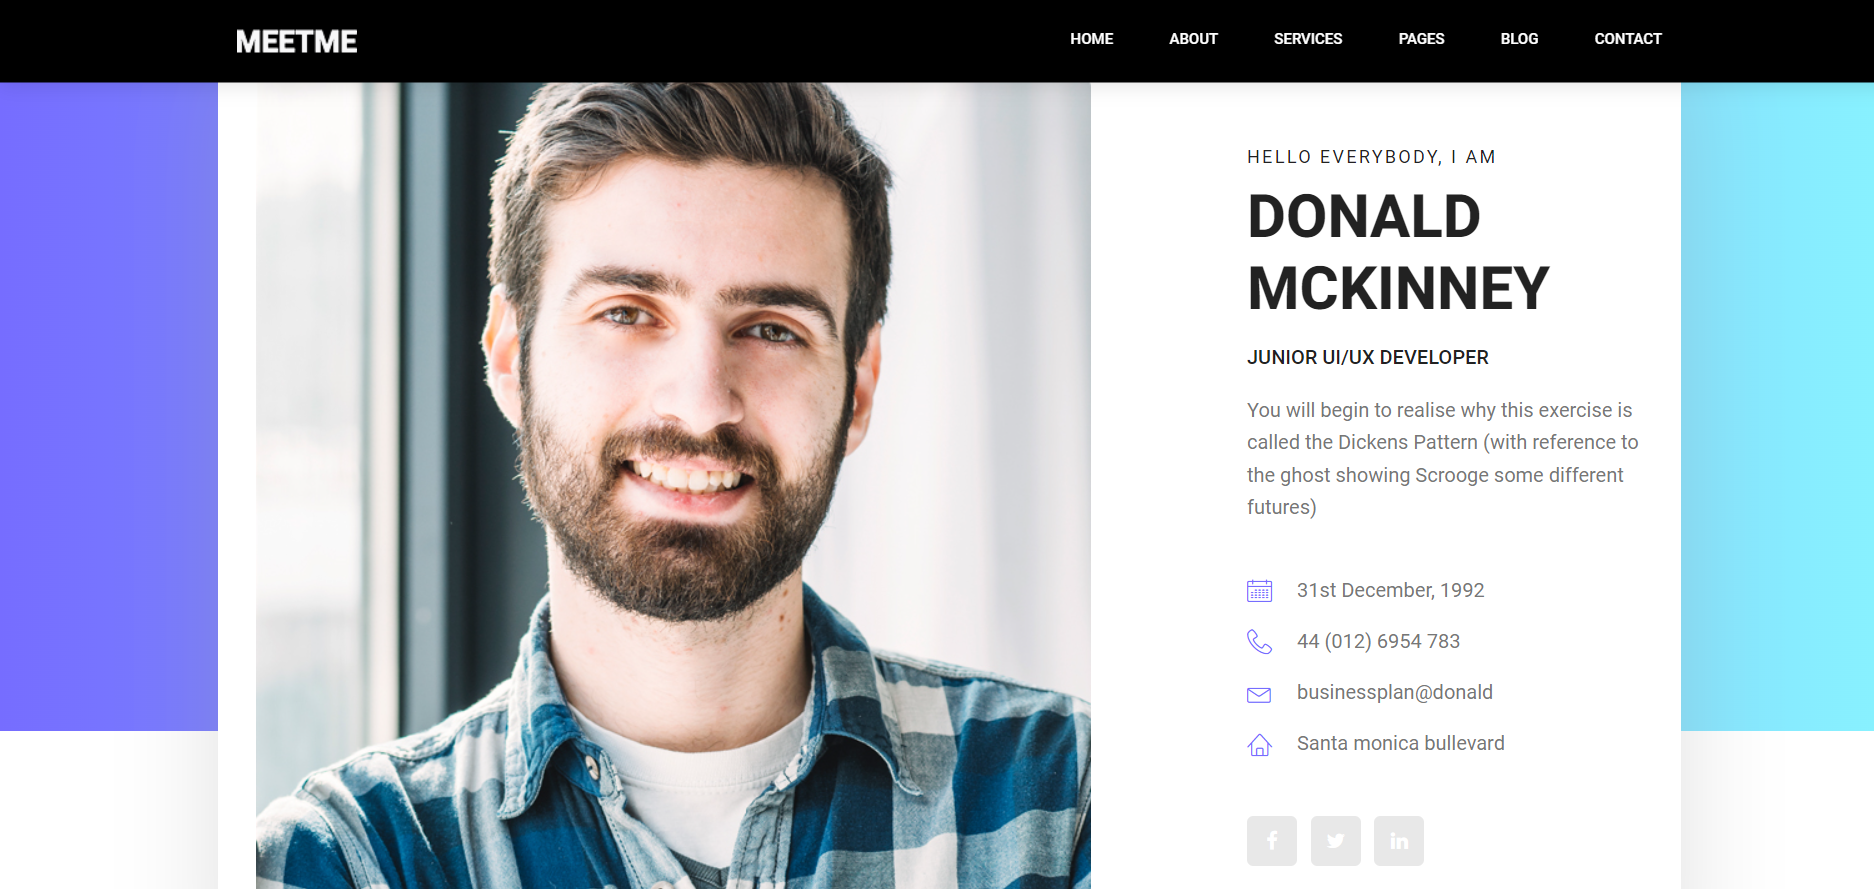 MEETME
HOME ABOUT SERVICES PAGES BLOG CONTACT
HELLO EVERYBODY, I AM
DONALD
MCKINNEY
JUNIOR UI/UX DEVELOPER
You will begin to realise why this exercise is
called the Dickens Pattern (with reference to
the ghost showing Scrooge some different
futures)
31st December, 1992
44 (012) 6954 783
businessplan@donald
Santa monica bullevard